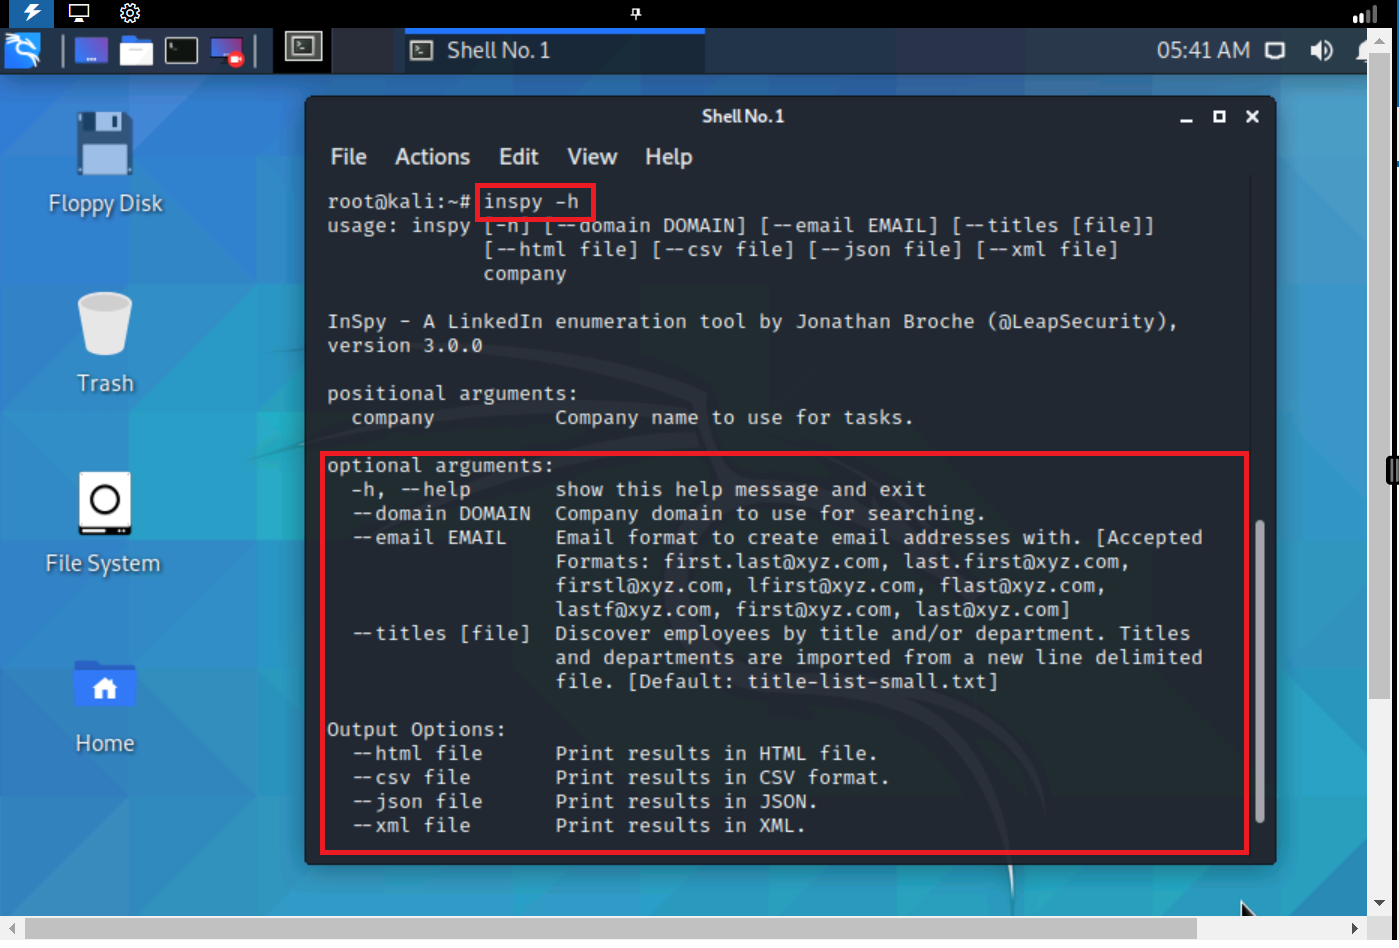 Shell No. 1
05:41 AM
Floppy Disk
Trash
File System
Home
Shell No. 1
File Actions Edit View Help
root@kali:~# inspy -h
usage: inspy [-h] [--domain DOMAIN] [--email EMAIL] [--titles [file]]
[--html file] [--csv file] [--json file] [--xml file]
company
InSpy - A LinkedIn enumeration tool by Jonathan Broche (@LeapSecurity),
version 3.0.0
positional arguments:
company Company name to use for tasks.
optional arguments:
-h, --help show this help message and exit
--domain DOMAIN Company domain to use for searching.
--email EMAIL Email format to create email addresses with. [Accepted
Formats: first.last@xyz.com, last.first@xyz.com,
firstl@xyz.com, lfirst@xyz.com, flast@xyz.com,
lastf@xyz.com, first@xyz.com, last@xyz.com]
--titles [file] Discover employees by title and/or department. Titles
and departments are imported from a new line delimited
file. [Default: title-list-small.txt]
Output Options:
--html file Print results in HTML file.
--csv file Print results in CSV format.
--json file Print results in JSON.
--xml file Print results in XML.